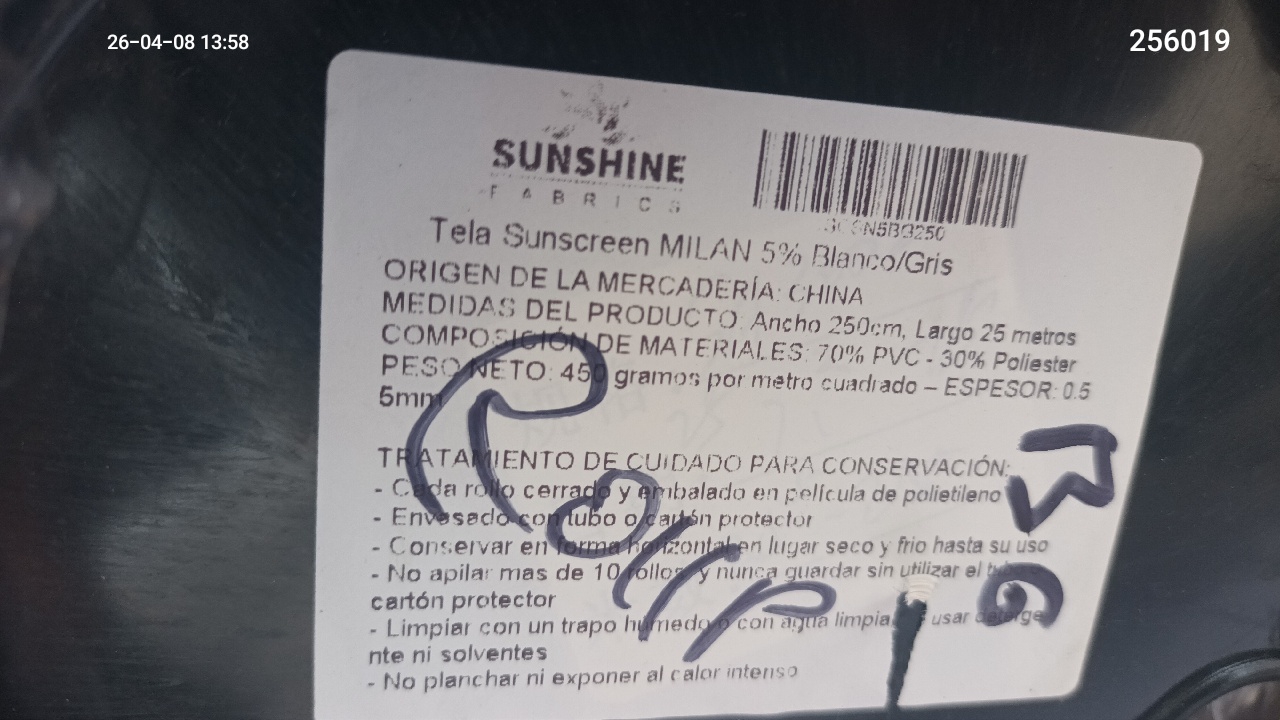 26-04-08 13:58
256019
SUNSHINE
FABRICS
Tela Sunscreen MILAN 5% Blanco/Gris
ORIGEN DE LA MERCADERÍA: CHINA
MEDIDAS DEL PRODUCTO: Ancho 250cm, Largo 25 metros
COMPOSICIÓN DE MATERIALES: 70% PVC - 30% Poliester
PESO NETO: 450 gramos por metro cuadrado – ESPESOR: 0.5
5mm
TRATAMIENTO DE CUIDADO PARA CONSERVACIÓN:
- Cada rollo cerrado y embalado en película de polietileno
- Envasado con tubo o cartón protector
- Conservar en forma horizontal en lugar seco y frio hasta su uso
- No apilar mas de 10 rollos, y nunca guardar sin utilizar el
cartón protector
- Limpiar con un trapo humedo o con agua limpia, usar deterge
nte ni solventes
- No planchar ni exponer al calor intenso